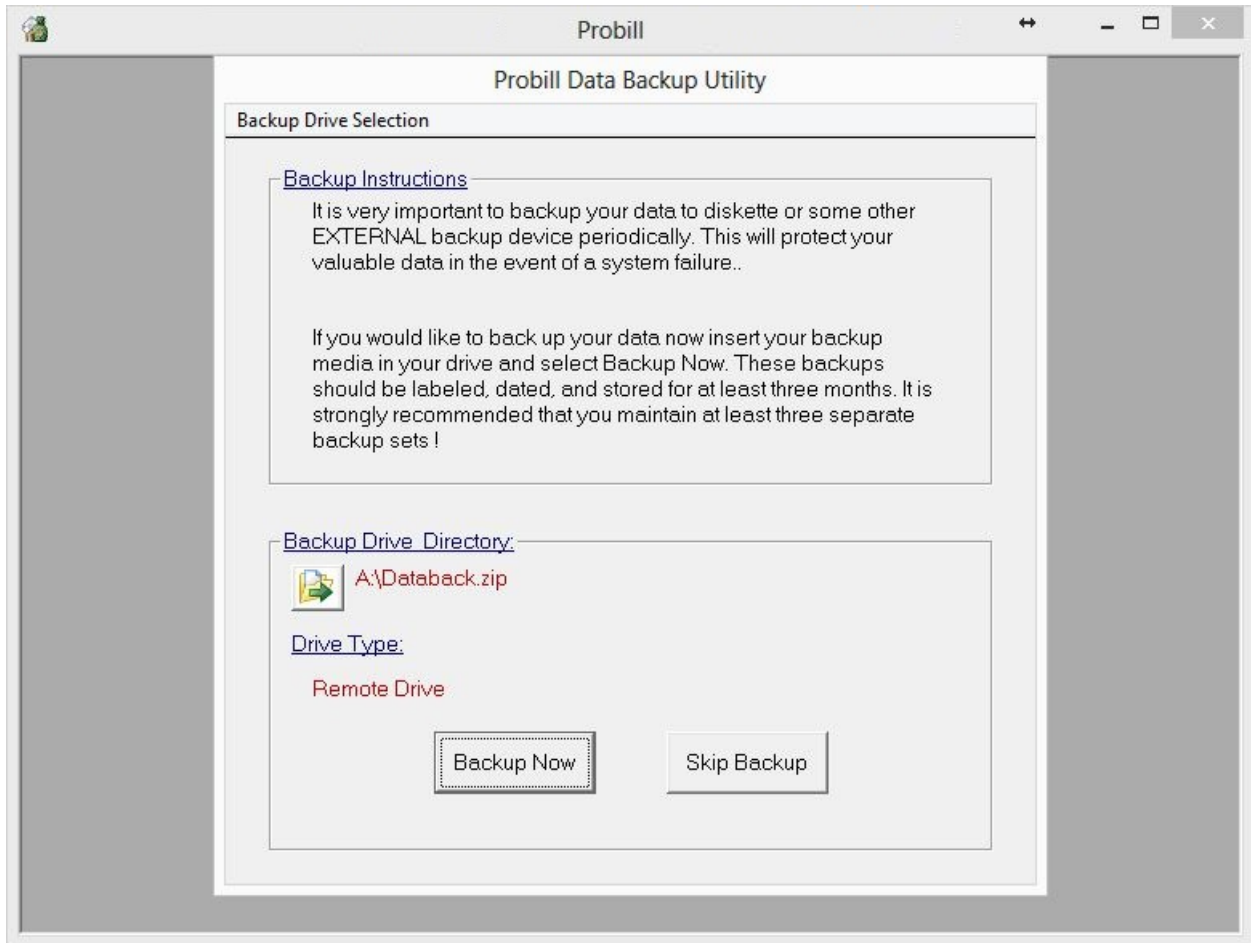 Probill
Probill Data Backup Utility
Backup Drive Selection
Backup Instructions
It is very important to backup your data to diskette or some other
EXTERNAL backup device periodically. This will protect your
valuable data in the event of a system failure..
If you would like to back up your data now insert your backup
media in your drive and select Backup Now. These backups
should be labeled, dated, and stored for at least three months. It is
strongly recommended that you maintain at least three separate
backup sets !
Backup Drive  Directory:
A:\Databack.zip
Drive Type:
Remote Drive
Backup Now
Skip Backup